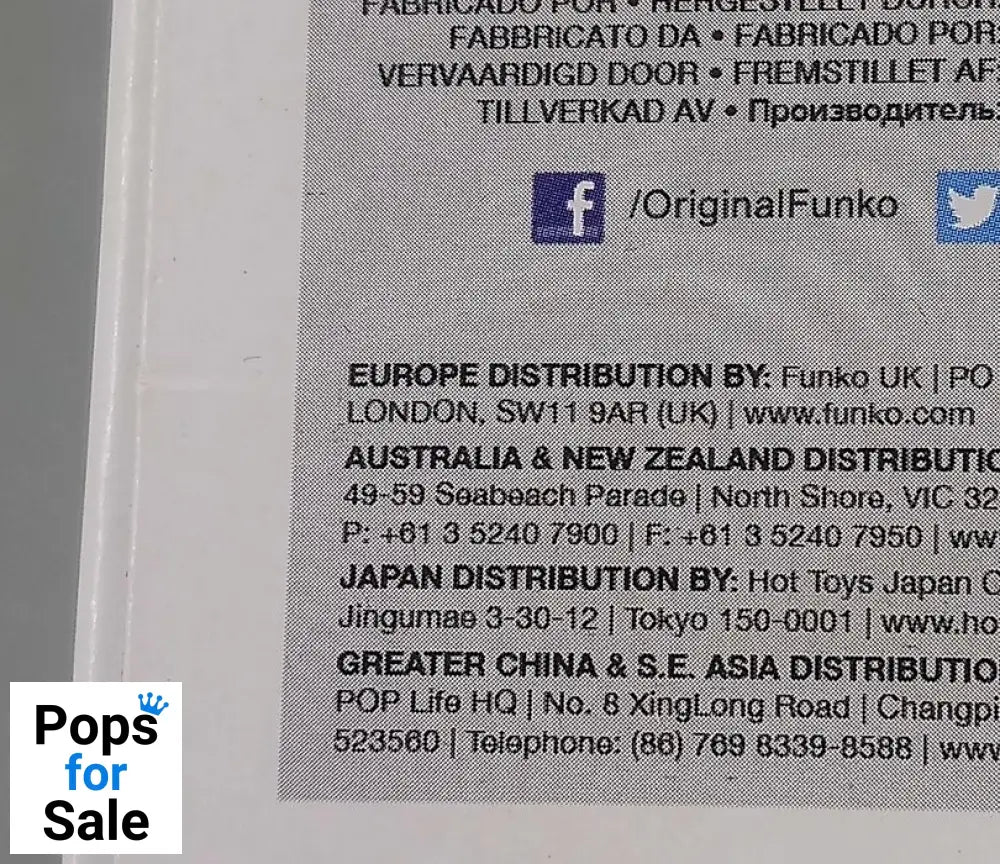 FABRICADO POR • HERGESTELLT DURCH
FABBRICATO DA • FABRICADO POR:
VERVAARDIGD DOOR • FREMSTILLET AF:
TILLVERKAD AV • Производитель:
/OriginalFunko
EUROPE DISTRIBUTION BY: Funko UK | PO
LONDON, SW11 9AR (UK) | www.funko.com
AUSTRALIA & NEW ZEALAND DISTRIBUTIO
49-59 Seabeach Parade | North Shore, VIC 32
P: +61 3 5240 7900 | F: +61 3 5240 7950 | ww
JAPAN DISTRIBUTION BY: Hot Toys Japan
Jingumae 3-30-12 | Tokyo 150-0001 | www.ho
GREATER CHINA & S.E. ASIA DISTRIBUTIO
POP Life HQ | No. 8 XingLong Road | Changpi
523560 | Telephone: (86) 769 8339-8588 | www
Pops
for
Sale